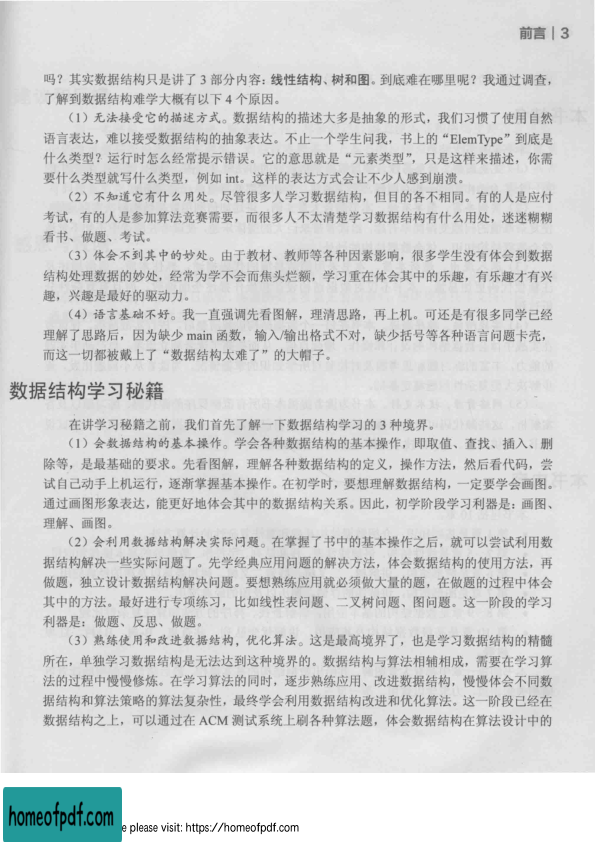 前言 | 3
吗？其实数据结构只是讲了 3 部分内容：线性结构、树和图。到底难在哪里呢？我通过调查，
了解到数据结构难学大概有以下 4 个原因。
（1）无法接受它的描述方式。数据结构的描述大多是抽象的形式，我们习惯了使用自然
语言表达，难以接受数据结构的抽象表达。不止一个学生问我，书上的“ElemType”到底是
什么类型？运行时怎么经常提示错误。它的意思就是“元素类型”，只是这样来描述，你需
要什么类型就写什么类型，例如 int。这样的表达方式会让不少人感到崩溃。
（2）不知道它有什么用处。尽管很多人学习数据结构，但目的各不相同。有的人是应付
考试，有的人是参加算法竞赛需要，而很多人不太清楚学习数据结构有什么用处，迷迷糊糊
看书、做题、考试。
（3）体会不到其中的妙处。由于教材、教师等各种因素影响，很多学生没有体会到数据
结构处理数据的妙处，经常为学不会而焦头烂额，学习重在体会其中的乐趣，有乐趣才有兴
趣，兴趣是最好的驱动力。
（4）语言基础不好。我一直强调先看图解，理清思路，再上机。可还是有很多同学已经
理解了思路后，因为缺少 main 函数，输入/输出格式不对，缺少括号等各种语言问题卡壳，
而这一切都被戴上了“数据结构太难了”的大帽子。
数据结构学习秘籍
在讲学习秘籍之前，我们首先了解一下数据结构学习的 3 种境界。
（1）会数据结构的基本操作。学会各种数据结构的基本操作，即取值、查找、插入、删
除等，是最基础的要求。先看图解，理解各种数据结构的定义，操作方法，然后看代码，尝
试自己动手上机运行，逐渐掌握基本操作。在初学时，要想理解数据结构，一定要学会画图。
通过画图形象表达，能更好地体会其中的数据结构关系。因此，初学阶段学习利器是：画图、
理解、画图。
（2）会利用数据结构解决实际问题。在掌握了书中的基本操作之后，就可以尝试利用数
据结构解决一些实际问题了。先学经典应用问题的解决方法，体会数据结构的使用方法，再
做题，独立设计数据结构解决问题。要想熟练应用就必须做大量的题，在做题的过程中体会
其中的方法。最好进行专项练习，比如线性表问题、二叉树问题、图问题。这一阶段的学习
利器是：做题、反思、做题。
（3）熟练使用和改进数据结构，优化算法。这是最高境界了，也是学习数据结构的精髓
所在，单独学习数据结构是无法达到这种境界的。数据结构与算法相辅相成，需要在学习算
法的过程中慢慢修炼。在学习算法的同时，逐步熟练应用、改进数据结构，慢慢体会不同数
据结构和算法策略的算法复杂性，最终学会利用数据结构改进和优化算法。这一阶段已经在
数据结构之上，可以通过在 ACM 测试系统上刷各种算法题，体会数据结构在算法设计中的
homeofpdf.com
e please visit: https://homeofpdf.com